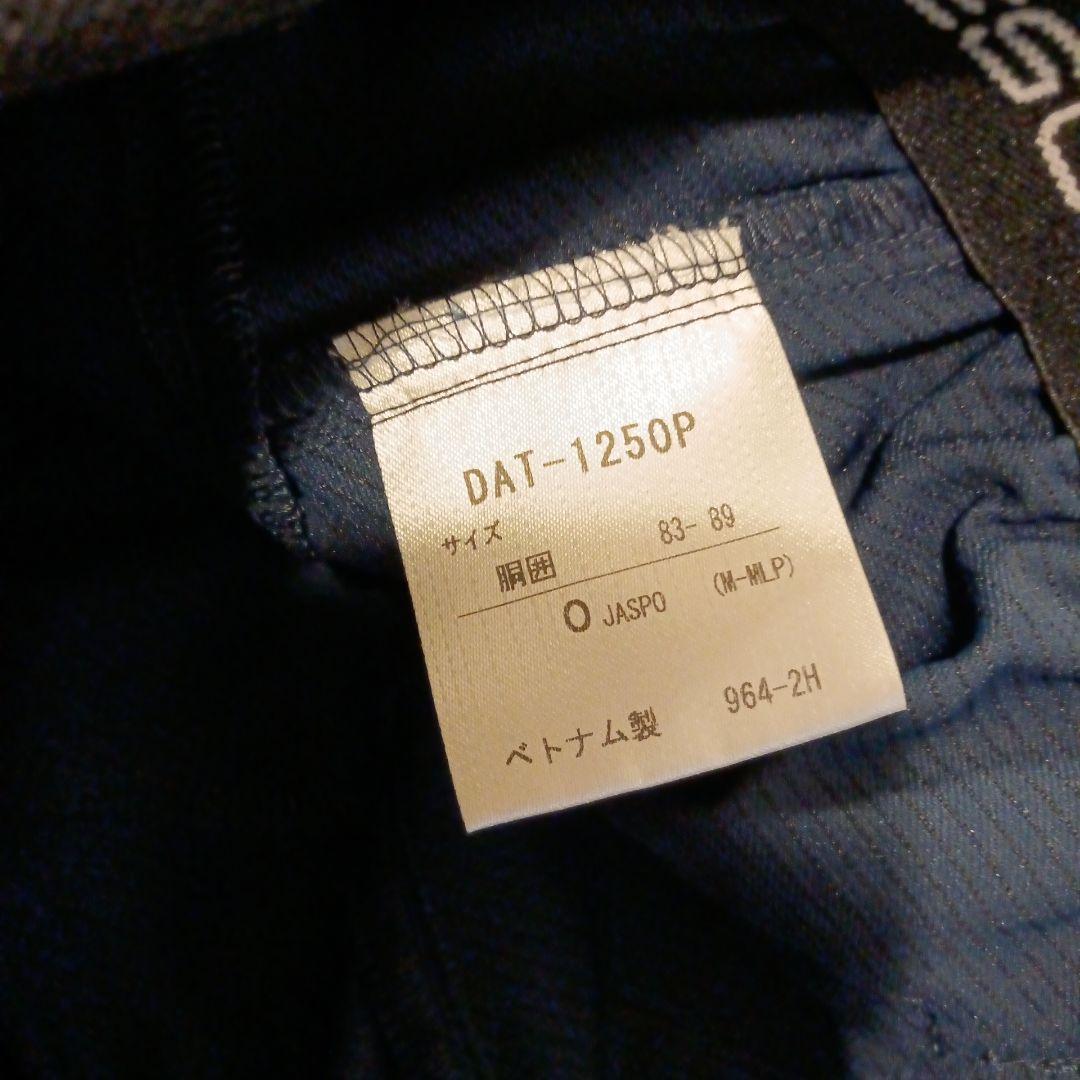 DAT-1250P
サイズ
胴囲 83- 89
O JASPO (M-MLP)
964-2H
ベトナム製